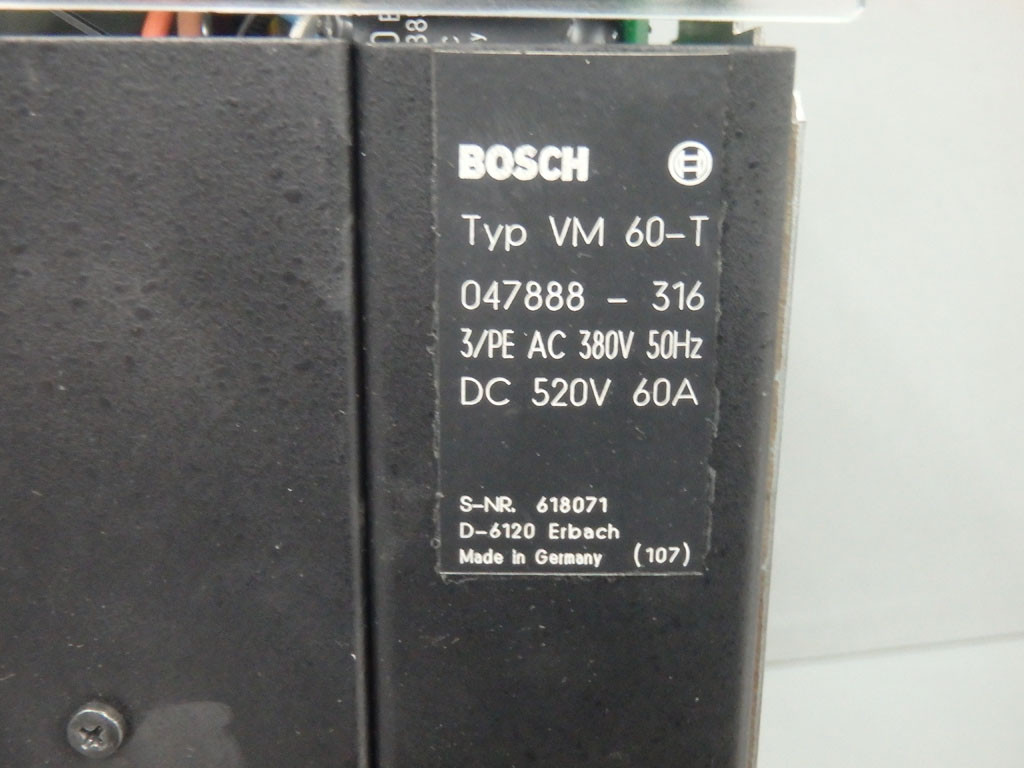 BOSCH
Typ VM 60-T
047888 - 316
3/PE AC 380V 50Hz
DC 520V 60A
S-NR. 618071
D-6120 Erbach
Made in Germany (107)